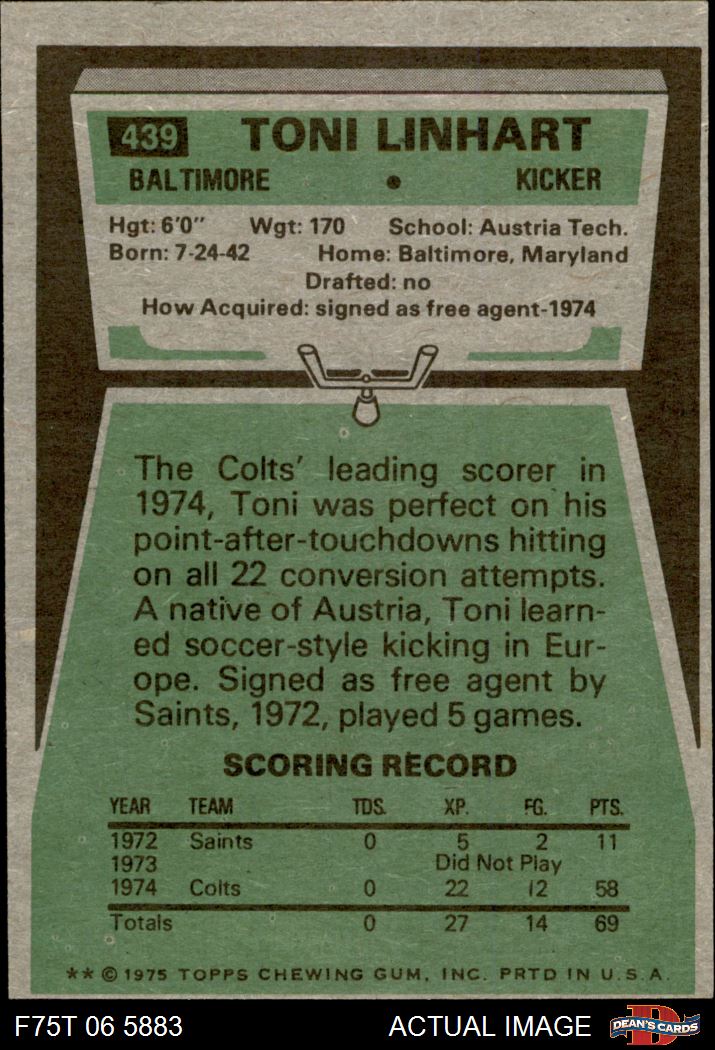 439 TONI LINHART
BALTIMORE • KICKER
Hgt: 6'0" Wgt: 170 School: Austria Tech.
Born: 7-24-42 Home: Baltimore, Maryland
Drafted: no
How Acquired: signed as free agent-1974
The Colts' leading scorer in
1974, Toni was perfect on his
point-after-touchdowns hitting
on all 22 conversion attempts.
A native of Austria, Toni learn-
ed soccer-style kicking in Eur-
ope. Signed as free agent by
Saints, 1972, played 5 games.
SCORING RECORD
YEAR TEAM TDS. XP. FG. PTS.
1972 Saints 0 5 2 11
1973 Did Not Play
1974 Colts 0 22 12 58
Totals 0 27 14 69
** © 1975 TOPPS CHEWING GUM, INC. PRTD IN U.S.A.
F75T 06 5883 ACTUAL IMAGE D DEAN'S CARDS